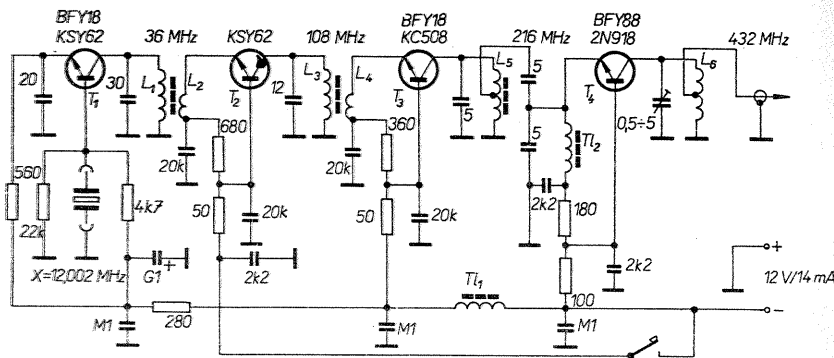 BFY18
KSY62
36 MHz
KSY62
108 MHz
BFY18
KC508
216 MHz
BFY88
2N918
432 MHz
20
T1
30
L1
L2
T2
12
L3
L4
T3
5
L5
5
T4
0,5÷5
L6
680
20k
360
20k
5
Tl2
560
22k
4k7
50
20k
50
20k
2k2
180
X=12,002 MHz
G1
+
2k2
2k2
100
+
12 V/14 mA
−
280
Tl1
M1
M1
M1